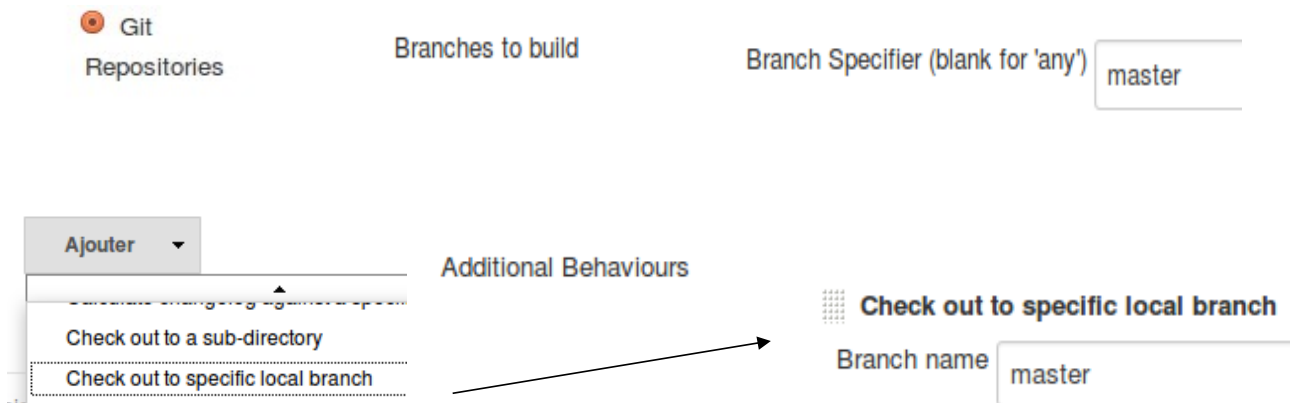 Git
Repositories
Branches to build
Branch Specifier (blank for 'any')
master
Ajouter
Additional Behaviours
Check out to a sub-directory
Check out to specific local branch
Check out to specific local branch
Branch name
master